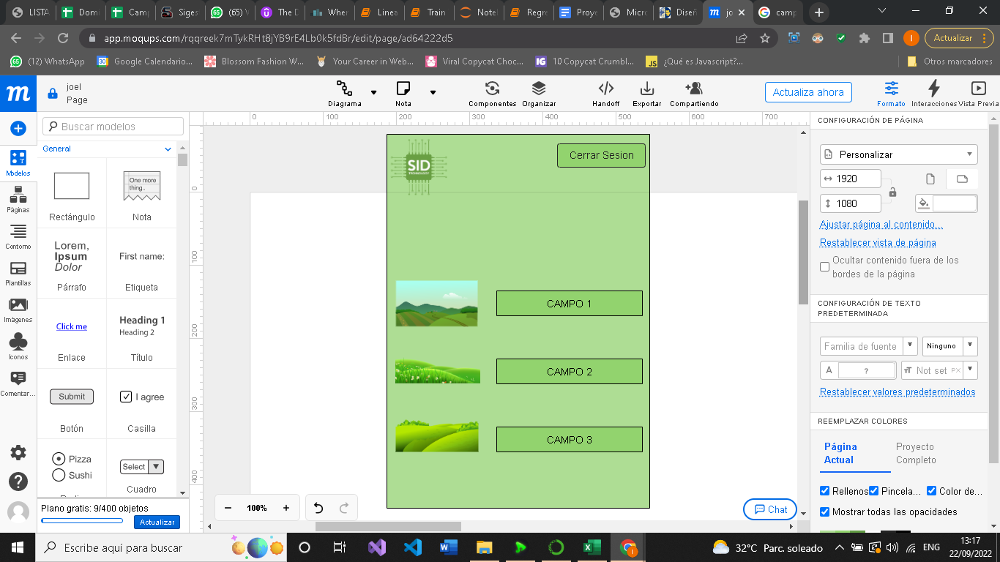 LISTA
Domi
Camp
Siges
(65) V
The D
Wher
Linea
Train
Notel
Regre
Proye
Micro
Diseñ
jo
camp
app.moqups.com/rqqreek7mTykRHt8jYB9rE4Lb0k5fdBr/edit/page/ad64222d5
I
Actualizar
(12) WhatsApp
Google Calendario...
Blossom Fashion W...
Your Career in Web...
Viral Copycat Choc...
10 Copycat Crumbl...
¿Qué es Javascript?...
Otros marcadores
m
joel
Page
Diagrama
Nota
Componentes
Organizar
Handoff
Exportar
Compartiendo
Actualiza ahora
Formato
Interacciones
Vista Previa
Modelos
Páginas
Contorno
Plantillas
Imágenes
Iconos
Comentar...
Buscar modelos
General
Rectángulo
One more
thing..
Nota
Lorem,
Ipsum
Dolor
Párrafo
First name:
Etiqueta
Click me
Enlace
Heading 1
Heading 2
Título
Submit
Botón
I agree
Casilla
Pizza
Sushi
Select
Cuadro
Plano gratis: 9/400 objetos
Actualizar
0
100
200
300
400
500
600
700
0
100
200
300
400
SID
TECHNOLOGY
Cerrar Sesion
CAMPO 1
CAMPO 2
CAMPO 3
100%
Chat
CONFIGURACIÓN DE PÁGINA
Personalizar
1920
1080
Ajustar página al contenido...
Restablecer vista de página
Ocultar contenido fuera de los
bordes de la página
CONFIGURACIÓN DE TEXTO
PREDETERMINADA
Familia de fuente
Ninguno
A
?
Not set
PX
Restablecer valores predeterminados
REEMPLAZAR COLORES
Página
Actual
Proyecto
Completo
Rellenos
Pincela...
Color de...
Mostrar todas las opacidades
Escribe aquí para buscar
32°C
Parc. soleado
ENG
13:17
22/09/2022